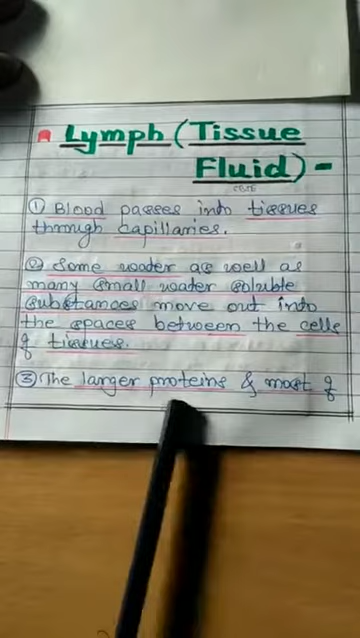 Lymph (Tissue
Fluid) -
① Blood passes into tissues
through capillaries.
② Some water as well as
many small water soluble
substances move out into
the spaces between the cells
of tissues.
③ The larger proteins & most of